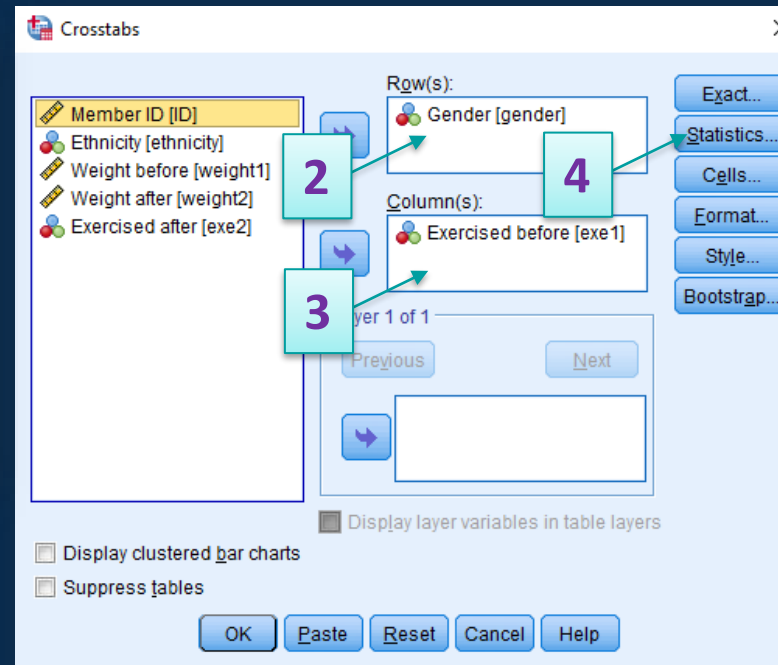 Crosstabs
Row(s):
Member ID [ID]
Ethnicity [ethnicity]
Weight before [weight1]
Weight after [weight2]
Exercised after [exe2]
Gender [gender]
2
4
Column(s):
Exercised before [exe1]
3
yer 1 of 1
Previous
Next
Display layer variables in table layers
Exact...
Statistics...
Cells...
Format...
Style...
Bootstrap...
Display clustered bar charts
Suppress tables
OK
Paste
Reset
Cancel
Help